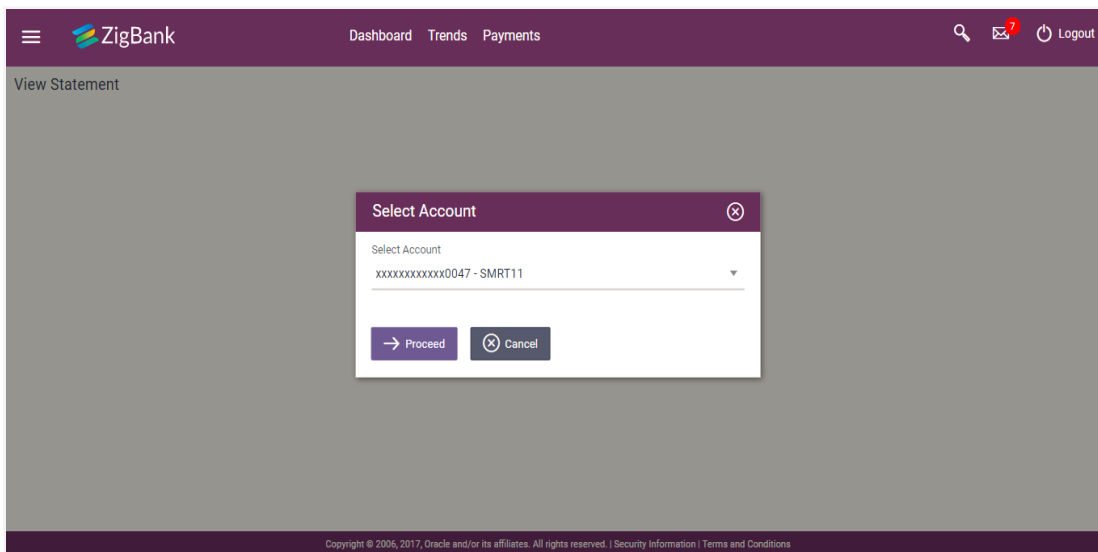 ZigBank Dashboard Trends Payments 7 Logout
View Statement
Select Account
Select Account
xxxxxxxxxxxx0047 - SMRT11
Proceed Cancel
Copyright © 2006, 2017, Oracle and/or its affiliates. All rights reserved. | Security Information | Terms and Conditions